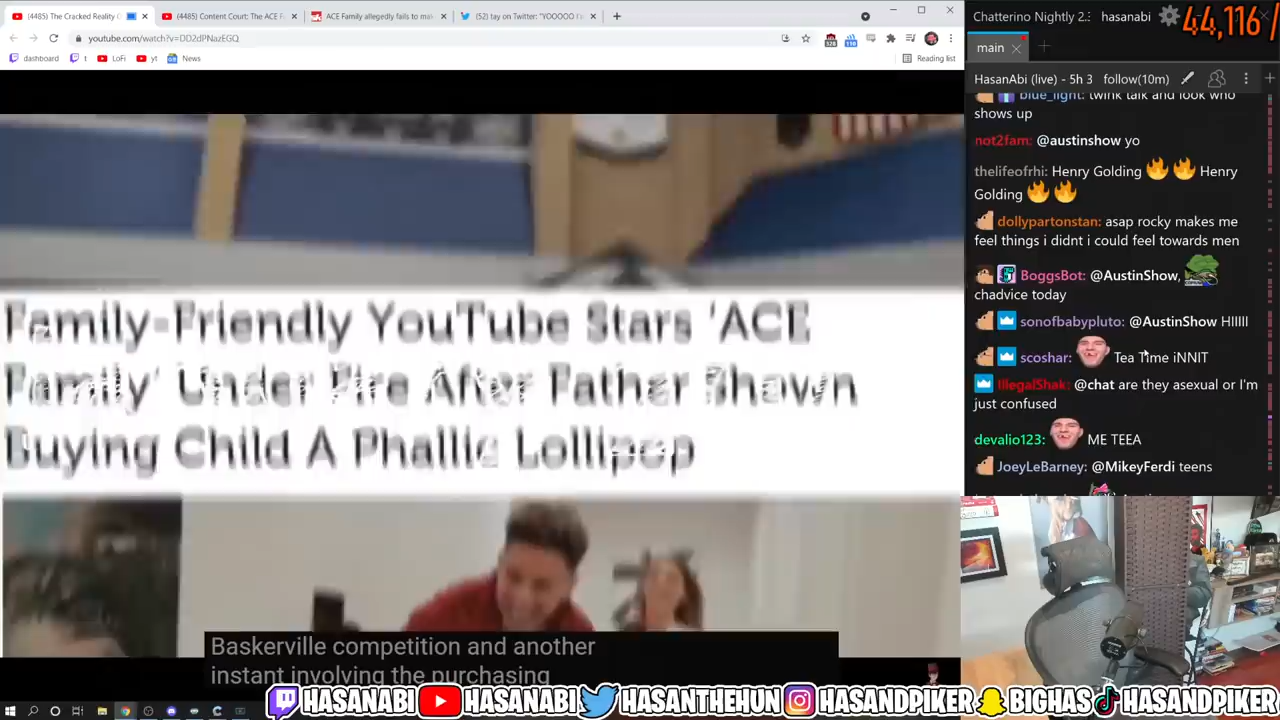 (4485) The Cracked Reality O
(4485) Content Court: The ACE F
ACE Family allegedly fails to mak
(52) tay on Twitter: "YOOOOO I'm
youtube.com/watch?v=DD2dPNazEGQ
dashboard
t
LoFi
yt
News
Reading list
Chatterino Nightly 2.
hasanabi
44,116 /
main
HasanAbi (live) - 5h 3
follow(10m)
blue_light: twink talk and look who
shows up
not2fam: @austinshow yo
thelifeofrhi: Henry Golding Henry
Golding
dollypartonstan: asap rocky makes me
feel things i didnt i could feel towards men
BoggsBot: @AustinShow,
chadvice today
sonofbabypluto: @AustinShow HIIIII
scoshar: Tea Time iNNIT
IllegalShak: @chat are they asexual or I'm
just confused
devalio123: ME TEEA
JoeyLeBarney: @MikeyFerdi teens
Family-Friendly YouTube Stars 'ACE
Family' Under Fire After Father Shawn
Buying Child A Phallic Lollipop
Baskerville competition and another
instant involving the purchasing
HASANABI
HASANABI
HASANTHEHUN
HASANDPIKER
BIGHAS
HASANDPIKER